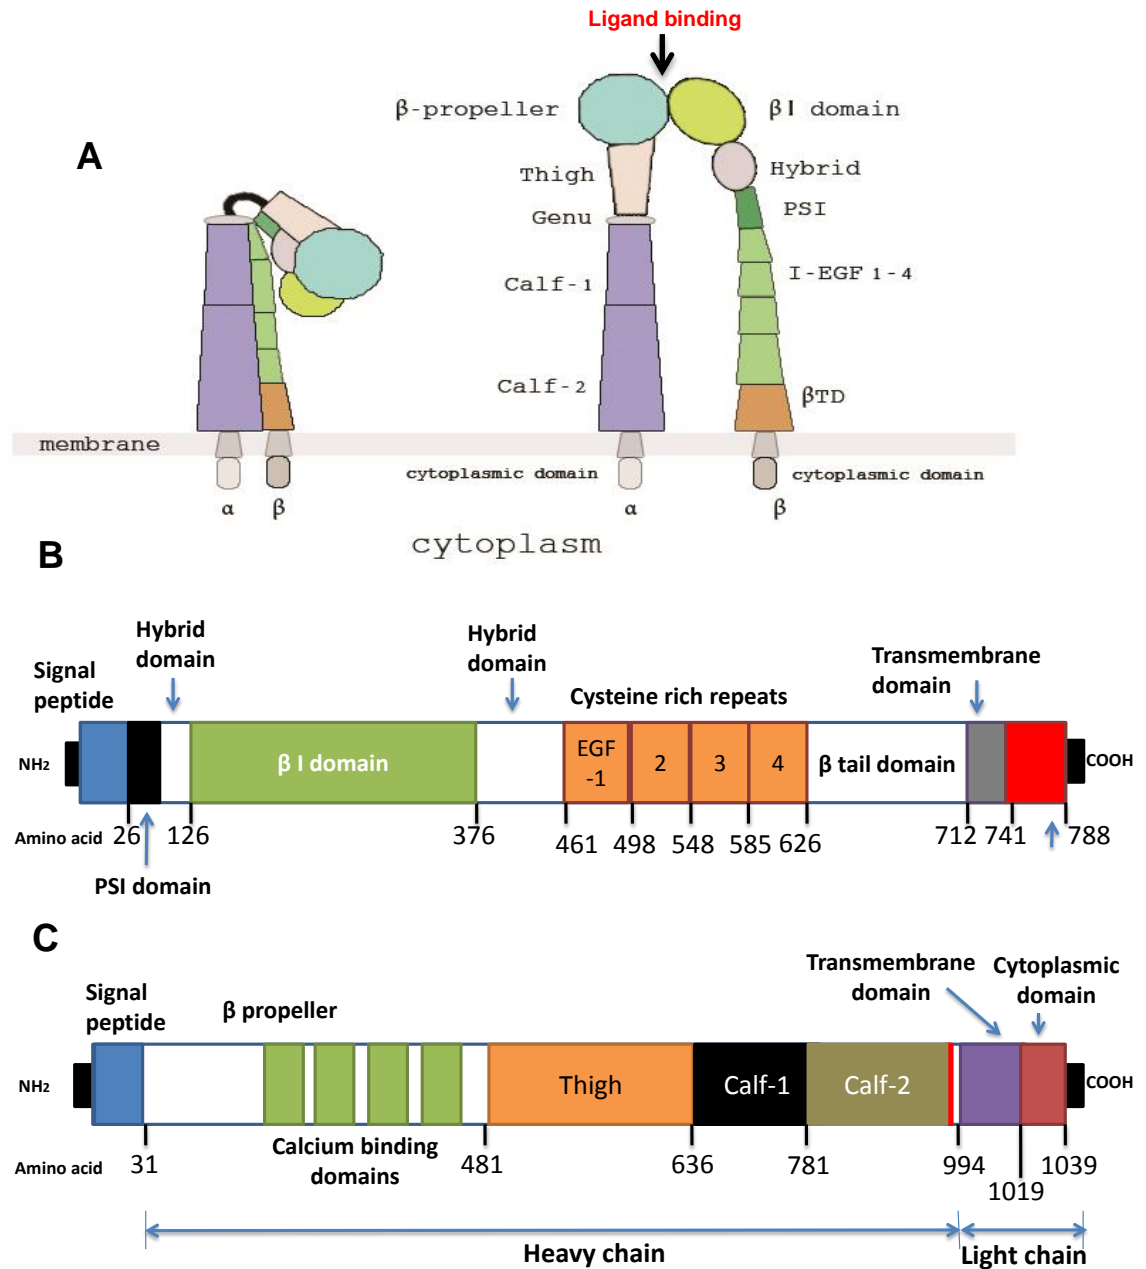 Ligand binding
A
β-propeller
βI domain
Thigh
Hybrid
Genu
PSI
Calf-1
I-EGF 1-4
Calf-2
βTD
membrane
cytoplasmic domain
cytoplasmic domain
α
β
α
β
cytoplasm
B
Hybrid
domain
Hybrid
domain
Signal
peptide
Transmembrane
domain
Cysteine rich repeats
NH2
β I domain
EGF
-1
2
3
4
β tail domain
COOH
Amino acid
26
126
376
461
498
548
585
626
712
741
788
PSI domain
C
Transmembrane
domain
Cytoplasmic
domain
Signal
peptide
β propeller
NH2
Thigh
Calf-1
Calf-2
COOH
Calcium binding
domains
Amino acid
31
481
636
781
994
1019
1039
Heavy chain
Light chain